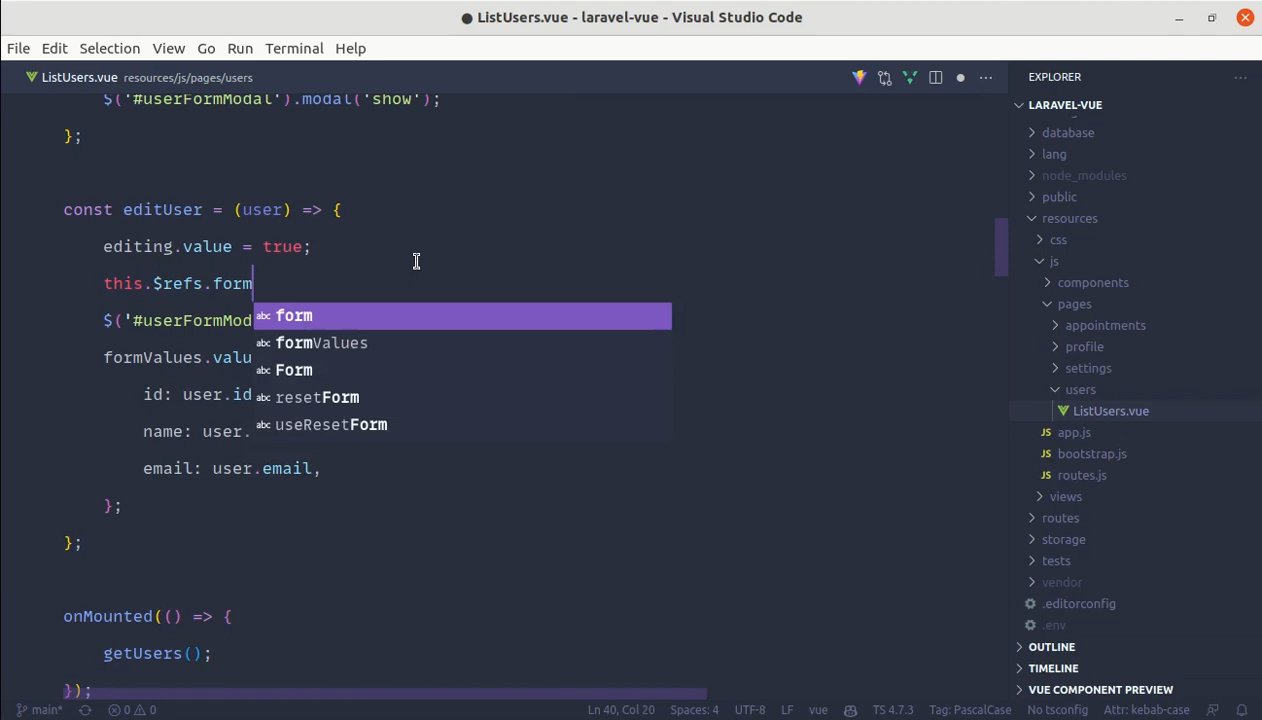 ListUsers.vue - laravel-vue - Visual Studio Code
File Edit Selection View Go Run Terminal Help
ListUsers.vue resources/js/pages/users
$('#userFormModal').modal('show');
};
const editUser = (user) => {
editing.value = true;
this.$refs.form
$('#userFormMod
formValues.valu
id: user.id
name: user.
email: user.email,
};
};
onMounted(() => {
getUsers();
});
abc form
abc formValues
abc Form
abc resetForm
abc useResetForm
EXPLORER
LARAVEL-VUE
database
lang
node_modules
public
resources
css
js
components
pages
appointments
profile
settings
users
ListUsers.vue
JS app.js
JS bootstrap.js
JS routes.js
views
routes
storage
tests
vendor
.editorconfig
.env
OUTLINE
TIMELINE
VUE COMPONENT PREVIEW
main* 0 0 Ln 40, Col 20 Spaces: 4 UTF-8 LF vue TS 4.7.3 Tag: PascalCase No tsconfig Attr: kebab-case